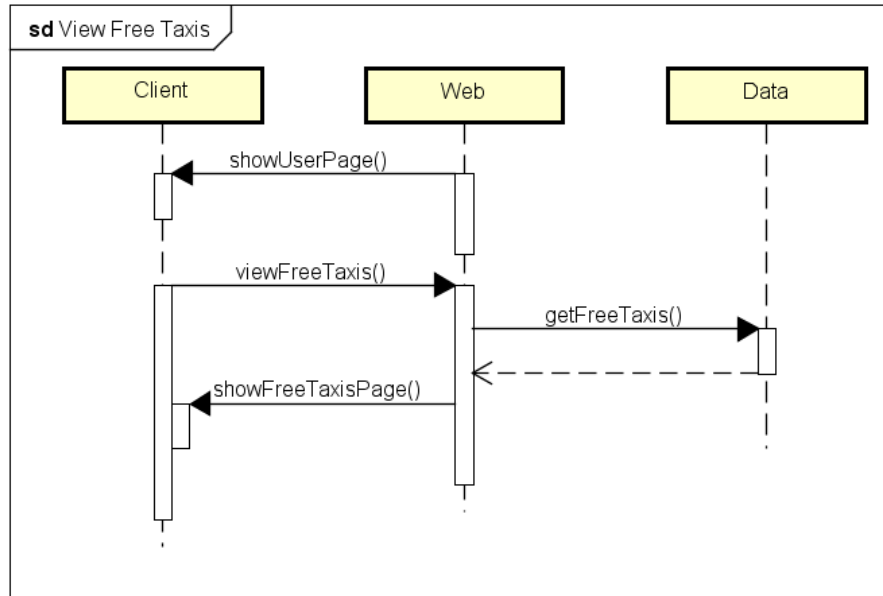 sd View Free Taxis
Client
Web
Data
showUserPage()
viewFreeTaxis()
getFreeTaxis()
showFreeTaxisPage()